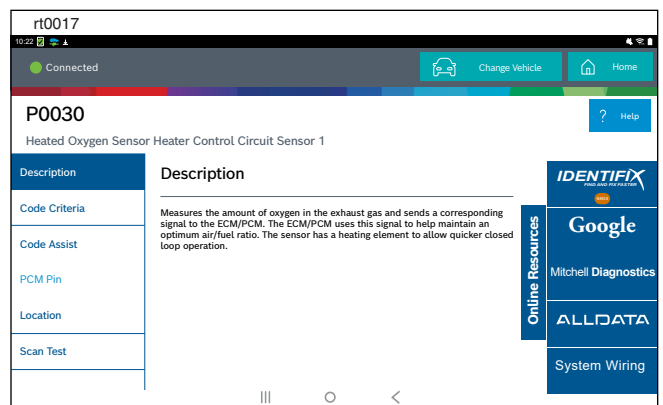 rt0017
10:22
Connected
Change Vehicle
Home
P0030
? Help
Heated Oxygen Sensor Heater Control Circuit Sensor 1
Description
Code Criteria
Code Assist
PCM Pin
Location
Scan Test
Description
Measures the amount of oxygen in the exhaust gas and sends a corresponding
signal to the ECM/PCM. The ECM/PCM uses this signal to help maintain an
optimum air/fuel ratio. The sensor has a heating element to allow quicker closed
loop operation.
Online Resources
IDENTIFIX
FIND AND FIX FASTER
Google
Mitchell Diagnostics
ALLDATA
System Wiring